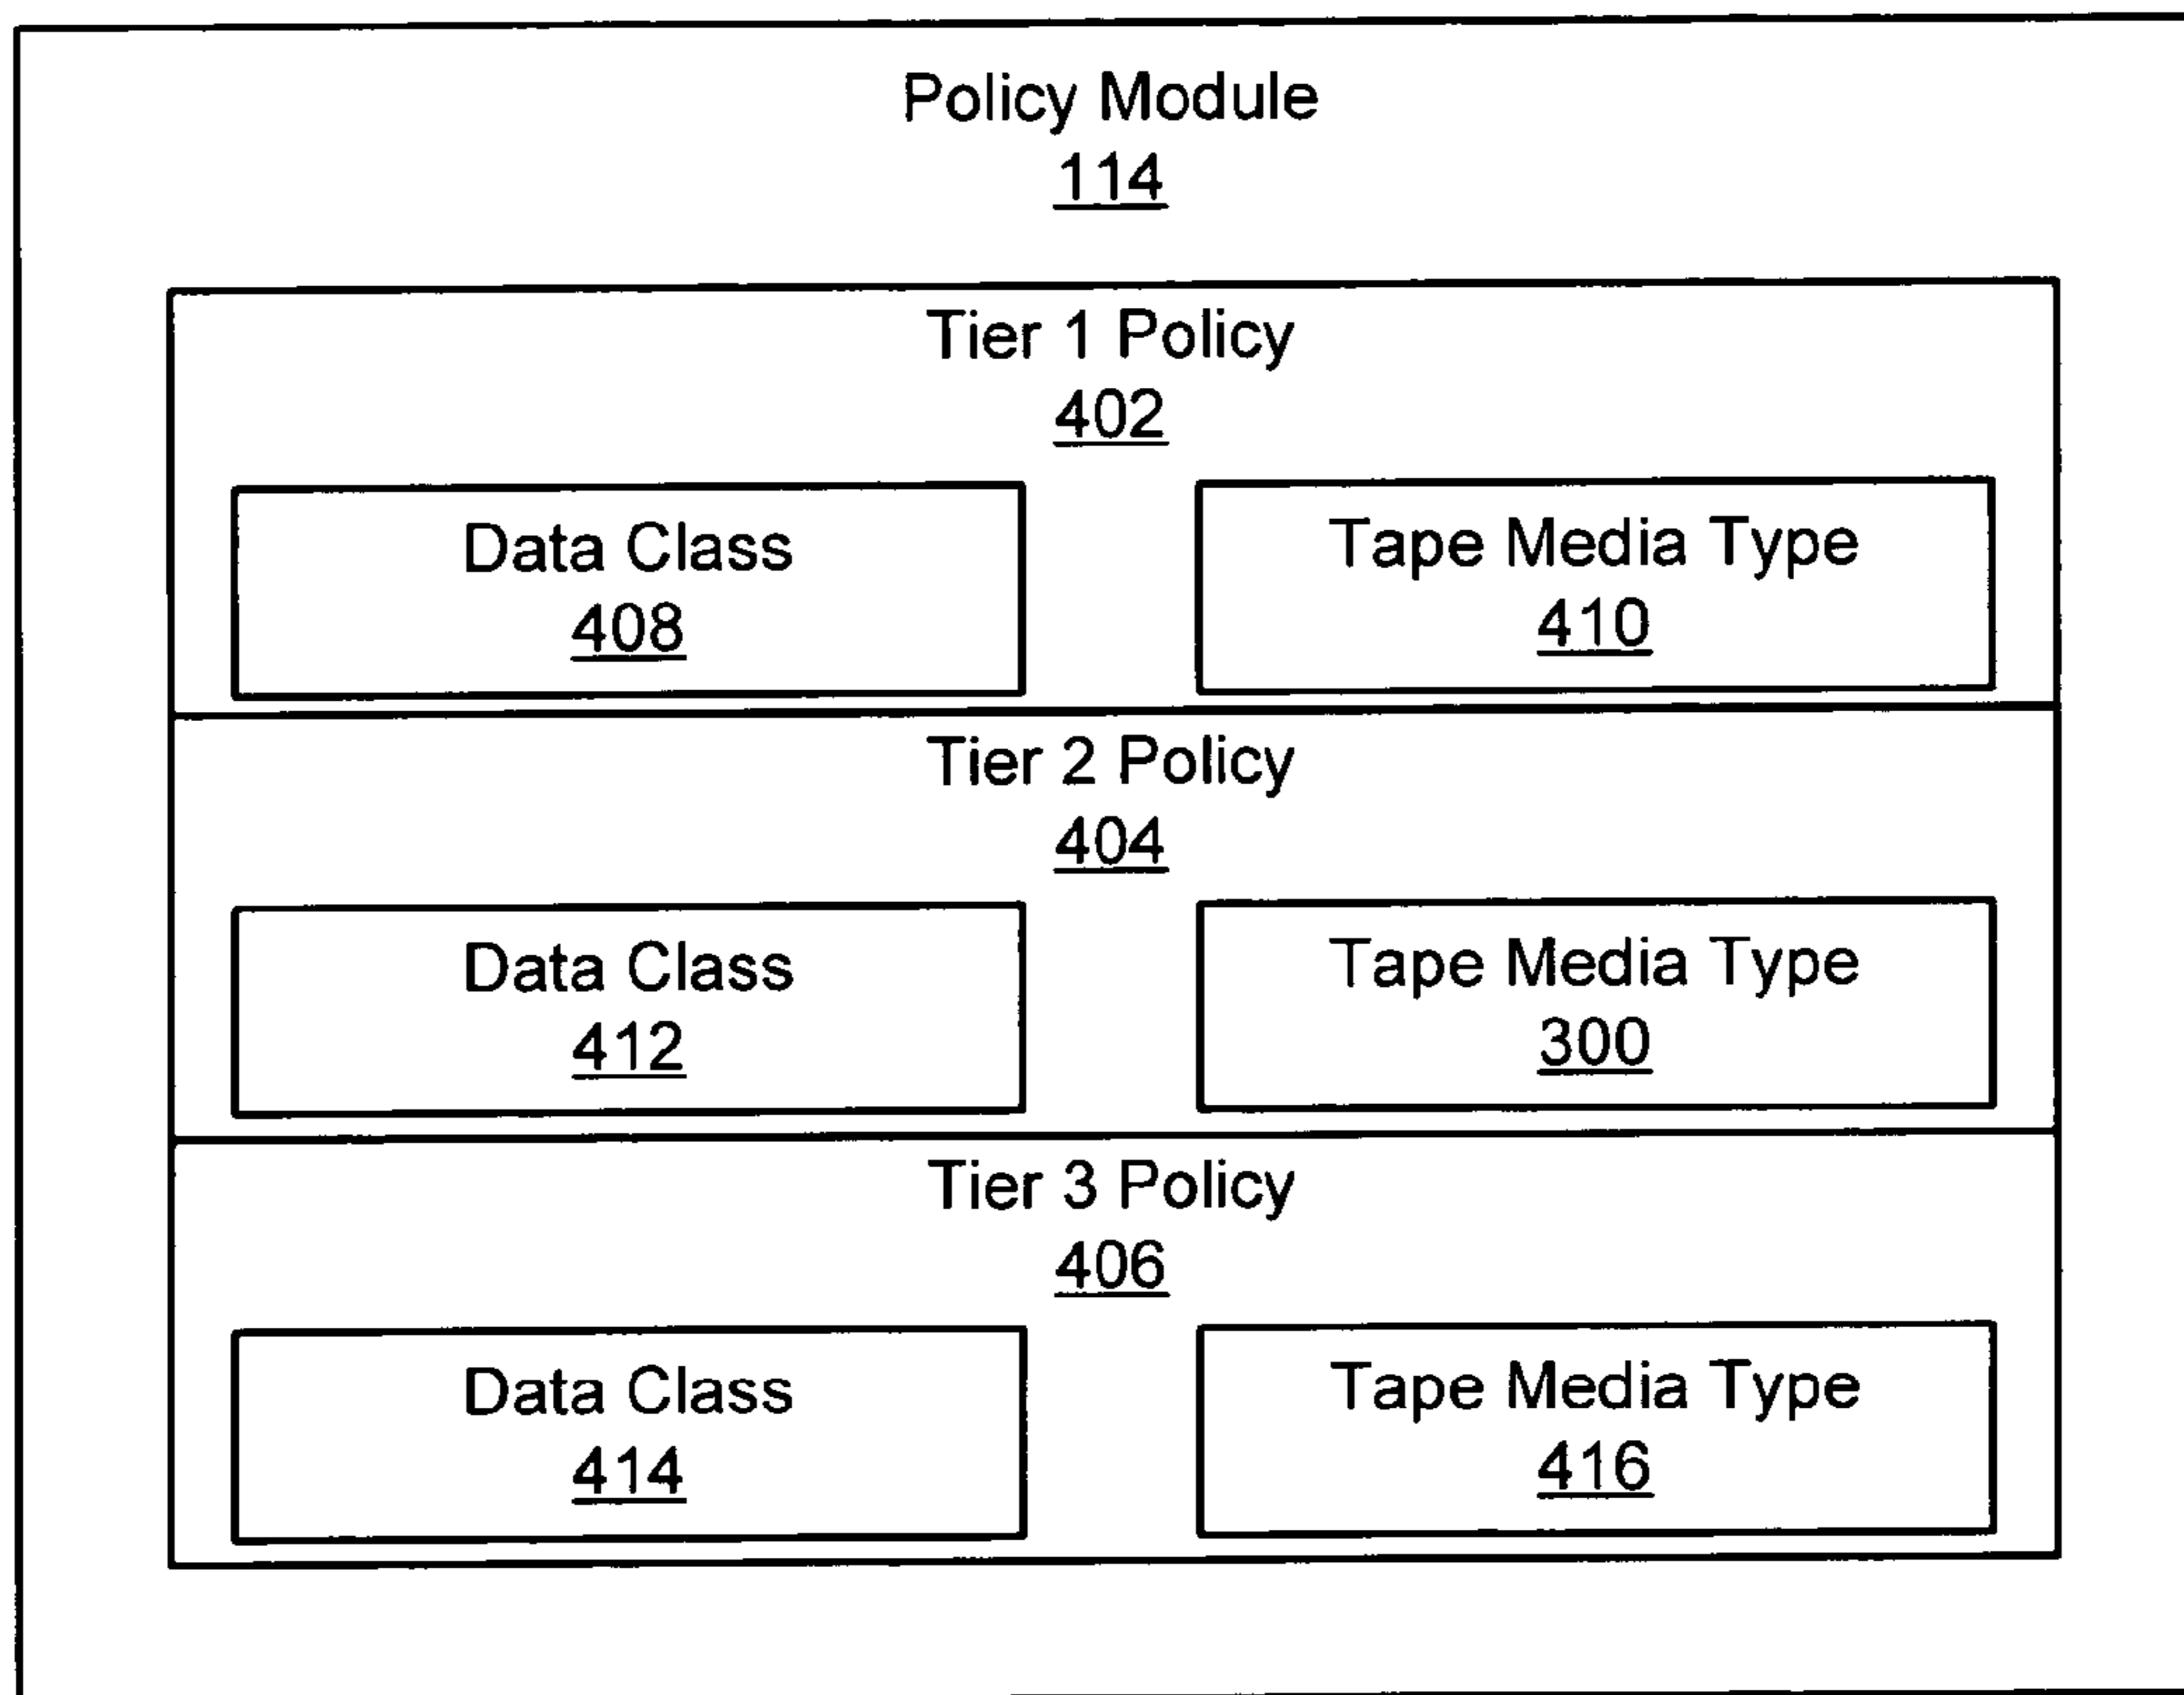 Policy Module
114
Tier 1 Policy
402
Data Class
408
Tape Media Type
410
Tier 2 Policy
404
Data Class
412
Tape Media Type
300
Tier 3 Policy
406
Data Class
414
Tape Media Type
416